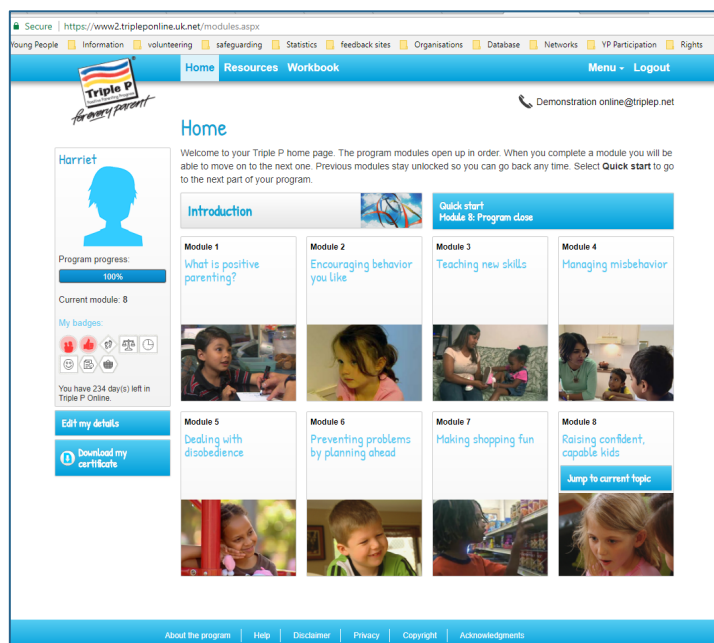 Secure | https://www2.tripleponline.uk.net/modules.aspx
Young People Information volunteering safeguarding Statistics feedback sites Organisations Database Networks YP Participation Rights
Triple P
Positive Parenting Program
for every parent
Home Resources Workbook Menu Logout
Demonstration online@triplep.net
Home
Welcome to your Triple P home page. The program modules open up in order. When you complete a module you will be
able to move on to the next one. Previous modules stay unlocked so you can go back any time. Select Quick start to go
to the next part of your program.
Harriet
Program progress:
100%
Current module: 8
My badges:
You have 234 day(s) left in
Triple P Online.
Edit my details
Download my
certificate
Introduction
Quick start
Module 8: Program close
Module 1
What is positive
parenting?
Module 2
Encouraging behavior
you like
Module 3
Teaching new skills
Module 4
Managing misbehavior
Module 5
Dealing with
disobedience
Module 6
Preventing problems
by planning ahead
Module 7
Making shopping fun
Module 8
Raising confident,
capable kids
Jump to current topic
About the program | Help | Disclaimer | Privacy | Copyright | Acknowledgments